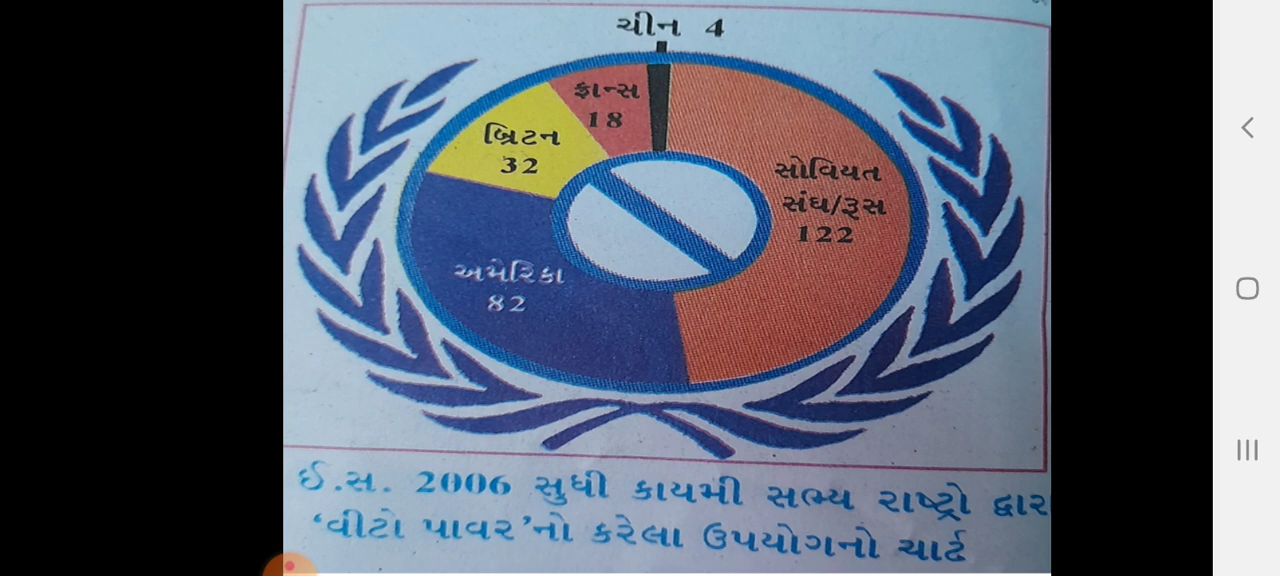 ચીન 4
ફ્રાન્સ
18
બ્રિટન
32
સોવિયત
સંઘ/રૂસ
122
અમેરિકા
82
ઈ.સ. 2006 સુધી કાયમી સભ્ય રાષ્ટ્રો દ્વારા
‘વીટો પાવર’નો કરેલા ઉપયોગનો ચાર્ટ